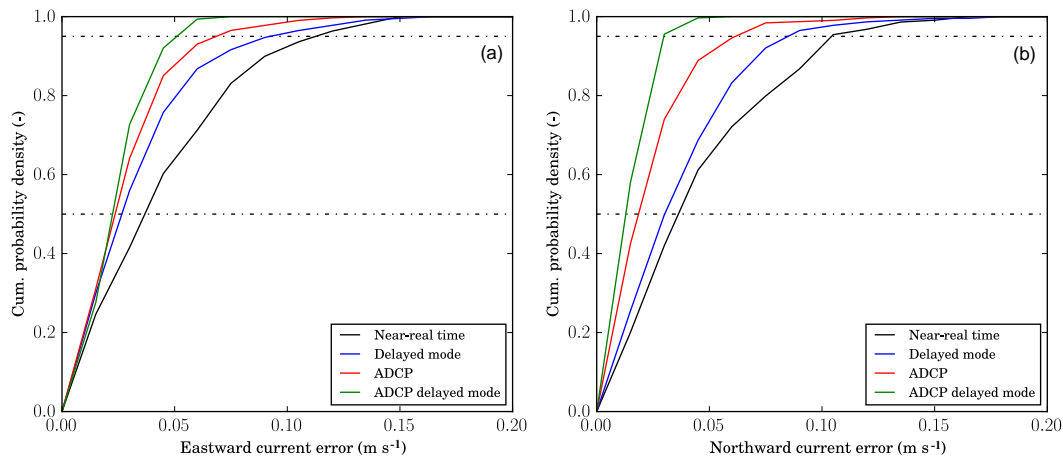 (a)
Cum. probability density (-)
1.0
0.8
0.6
0.4
0.2
0.0
Near-real time
Delayed mode
ADCP
ADCP delayed mode
0.00 0.05 0.10 0.15 0.20
Eastward current error (m s⁻¹)
(b)
Cum. probability density (-)
1.0
0.8
0.6
0.4
0.2
0.0
Near-real time
Delayed mode
ADCP
ADCP delayed mode
0.00 0.05 0.10 0.15 0.20
Northward current error (m s⁻¹)